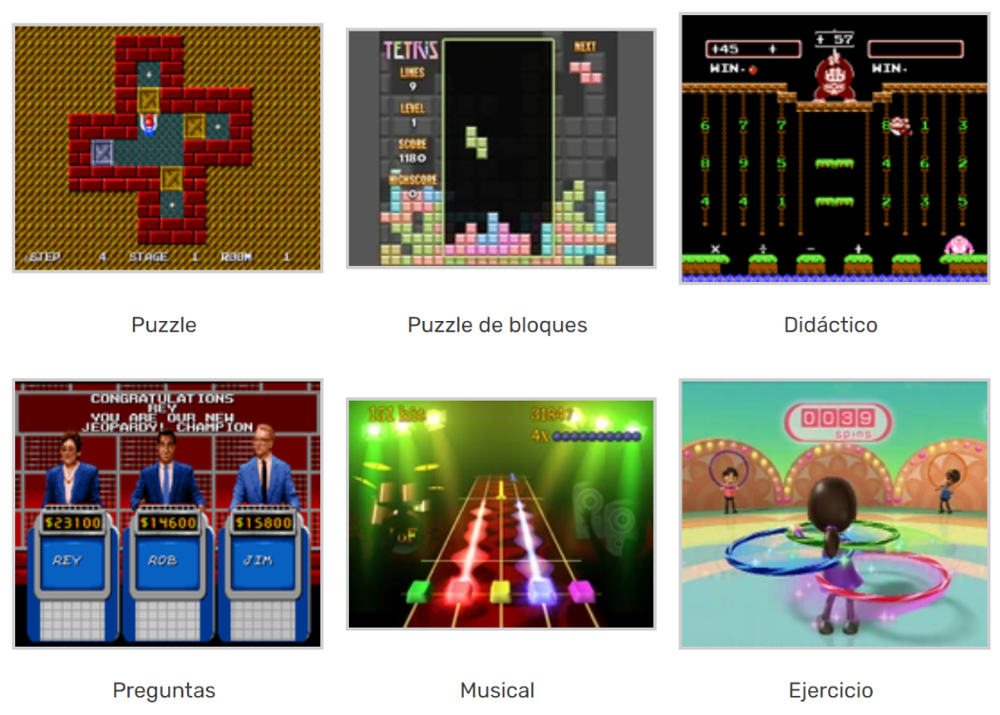 STEP 4 STAGE 1 ROOM 1
TETRIS
LINES
9
LEVEL
1
SCORE
1180
HIGHSCORE
0
NEXT
+45 +
WIN.
+ 57
WIN.
6 7 7 8 1 3
8 9 5 4 6 2
4 4 1 2 3 5
× ÷ - +
Puzzle
Puzzle de bloques
Didáctico
CONGRATULATIONS
REY
YOU ARE OUR NEW
JEOPARDY! CHAMPION
$23100 $14600 $15800
REY ROB JIM
151 hit
31847
4x
0039
spins
Preguntas
Musical
Ejercicio